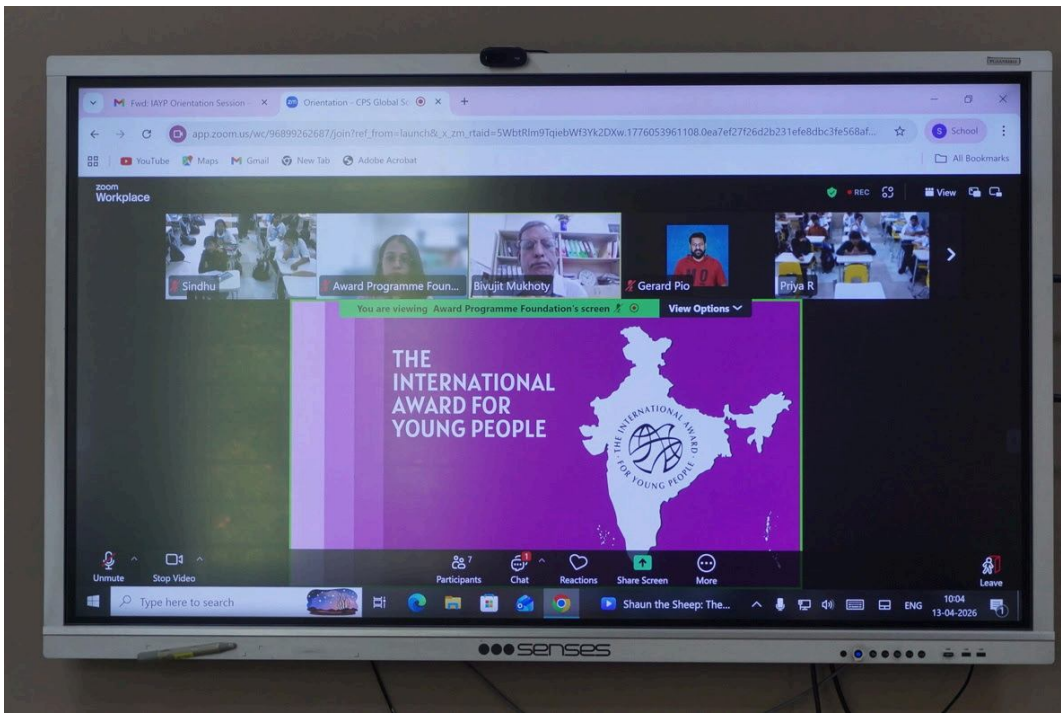 Fwd: IAYP Orientation Session -
Orientation - CPS Global Sc
app.zoom.us/wc/96899262687/join?ref_from=launch&_x_zm_rtaid=5WbtRlm9TqiebWf3Yk2DXw.1776053961108.0ea7ef27f26d2b231efe8dbc3fe568af...
S School
YouTube Maps Gmail New Tab Adobe Acrobat
All Bookmarks
zoom
Workplace
REC View
Sindhu
Award Programme Foun...
Bivujit Mukhoty
Gerard Pio
Priya R
You are viewing Award Programme Foundation's screen
View Options
THE
INTERNATIONAL
AWARD FOR
YOUNG PEOPLE
THE INTERNATIONAL AWARD
FOR YOUNG PEOPLE
7
1
Unmute Stop Video Participants Chat Reactions Share Screen More Leave
Type here to search
Shaun the Sheep: The...
ENG
10:04
13-04-2026
1
senses